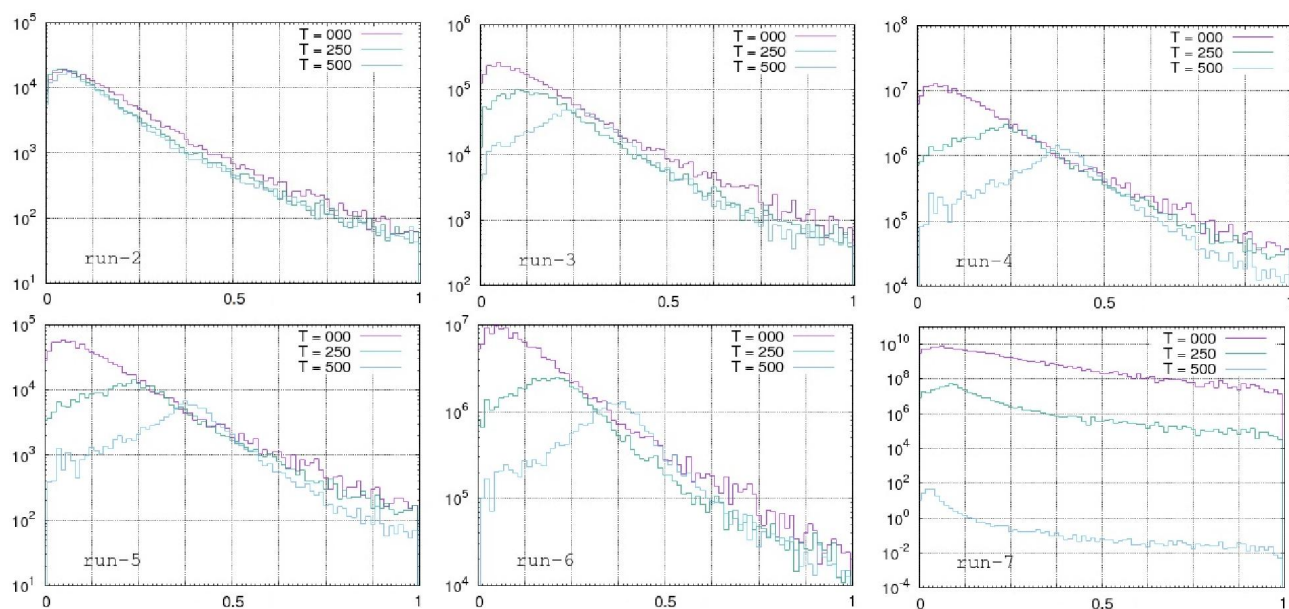 10^5
T = 000
T = 250
T = 500
10^4
10^3
10^2
10^1
run-2
0 0.5 1
10^6
T = 000
T = 250
T = 500
10^5
10^4
10^3
10^2
run-3
0 0.5 1
10^8
T = 000
T = 250
T = 500
10^7
10^6
10^5
10^4
run-4
0 0.5 1
10^5
T = 000
T = 250
T = 500
10^4
10^3
10^2
10^1
run-5
0 0.5 1
10^7
T = 000
T = 250
T = 500
10^6
10^5
10^4
run-6
0 0.5 1
10^10
T = 000
T = 250
T = 500
10^8
10^6
10^4
10^2
10^0
10^-2
10^-4
run-7
0 0.5 1